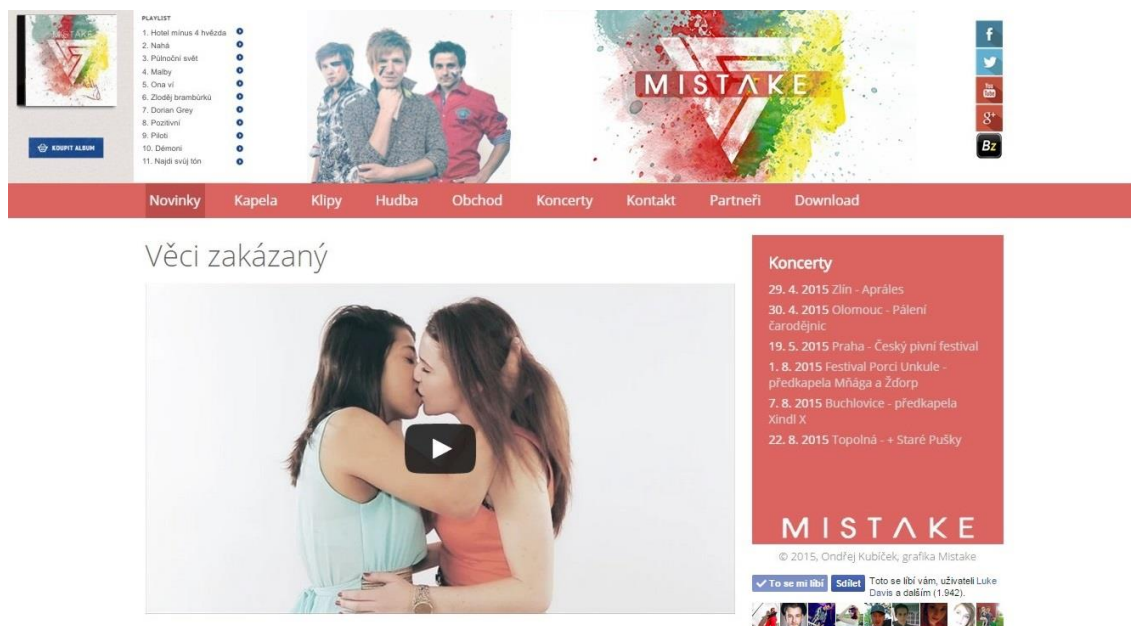 MISTAKE
KOUPIT ALBUM
PLAYLIST
1. Hotel mínus 4 hvězda
2. Nahá
3. Půlnoční svět
4. Malby
5. Ona ví
6. Zloděj brambůrků
7. Dorian Grey
8. Pozitivní
9. Piloti
10. Démoni
11. Najdi svůj tón
MISTAKE
f
You Tube
g+
Bz
Novinky Kapela Klipy Hudba Obchod Koncerty Kontakt Partneři Download
Věci zakázaný
Koncerty
29. 4. 2015 Zlín - Apráles
30. 4. 2015 Olomouc - Pálení
čarodějnic
19. 5. 2015 Praha - Český pivní festival
1. 8. 2015 Festival Porci Unkule -
předkapela Mňága a Žďorp
7. 8. 2015 Buchlovice - předkapela
Xindl X
22. 8. 2015 Topolná - + Staré Pušky
MISTAKE
© 2015, Ondřej Kubíček, grafika Mistake
To se mi líbí Sdílet Toto se líbí vám, uživateli Luke
Davis a dalším (1.942).